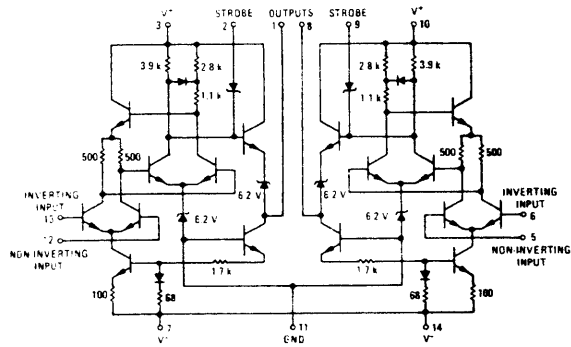 V+ STROBE OUTPUTS STROBE V+
3 2 1 8 9 10
3.9 k 2.8 k 2.8 k 3.9 k
1.1 k 1.1 k
500 500 500 500
6.2 V 6.2 V
INVERTING INPUT 13
6.2 V 6.2 V
INVERTING INPUT 6
12 5
NON-INVERTING INPUT NON-INVERTING INPUT
1.7 k 1.7 k
100 68 68 100
7 11 14
V- GND V-